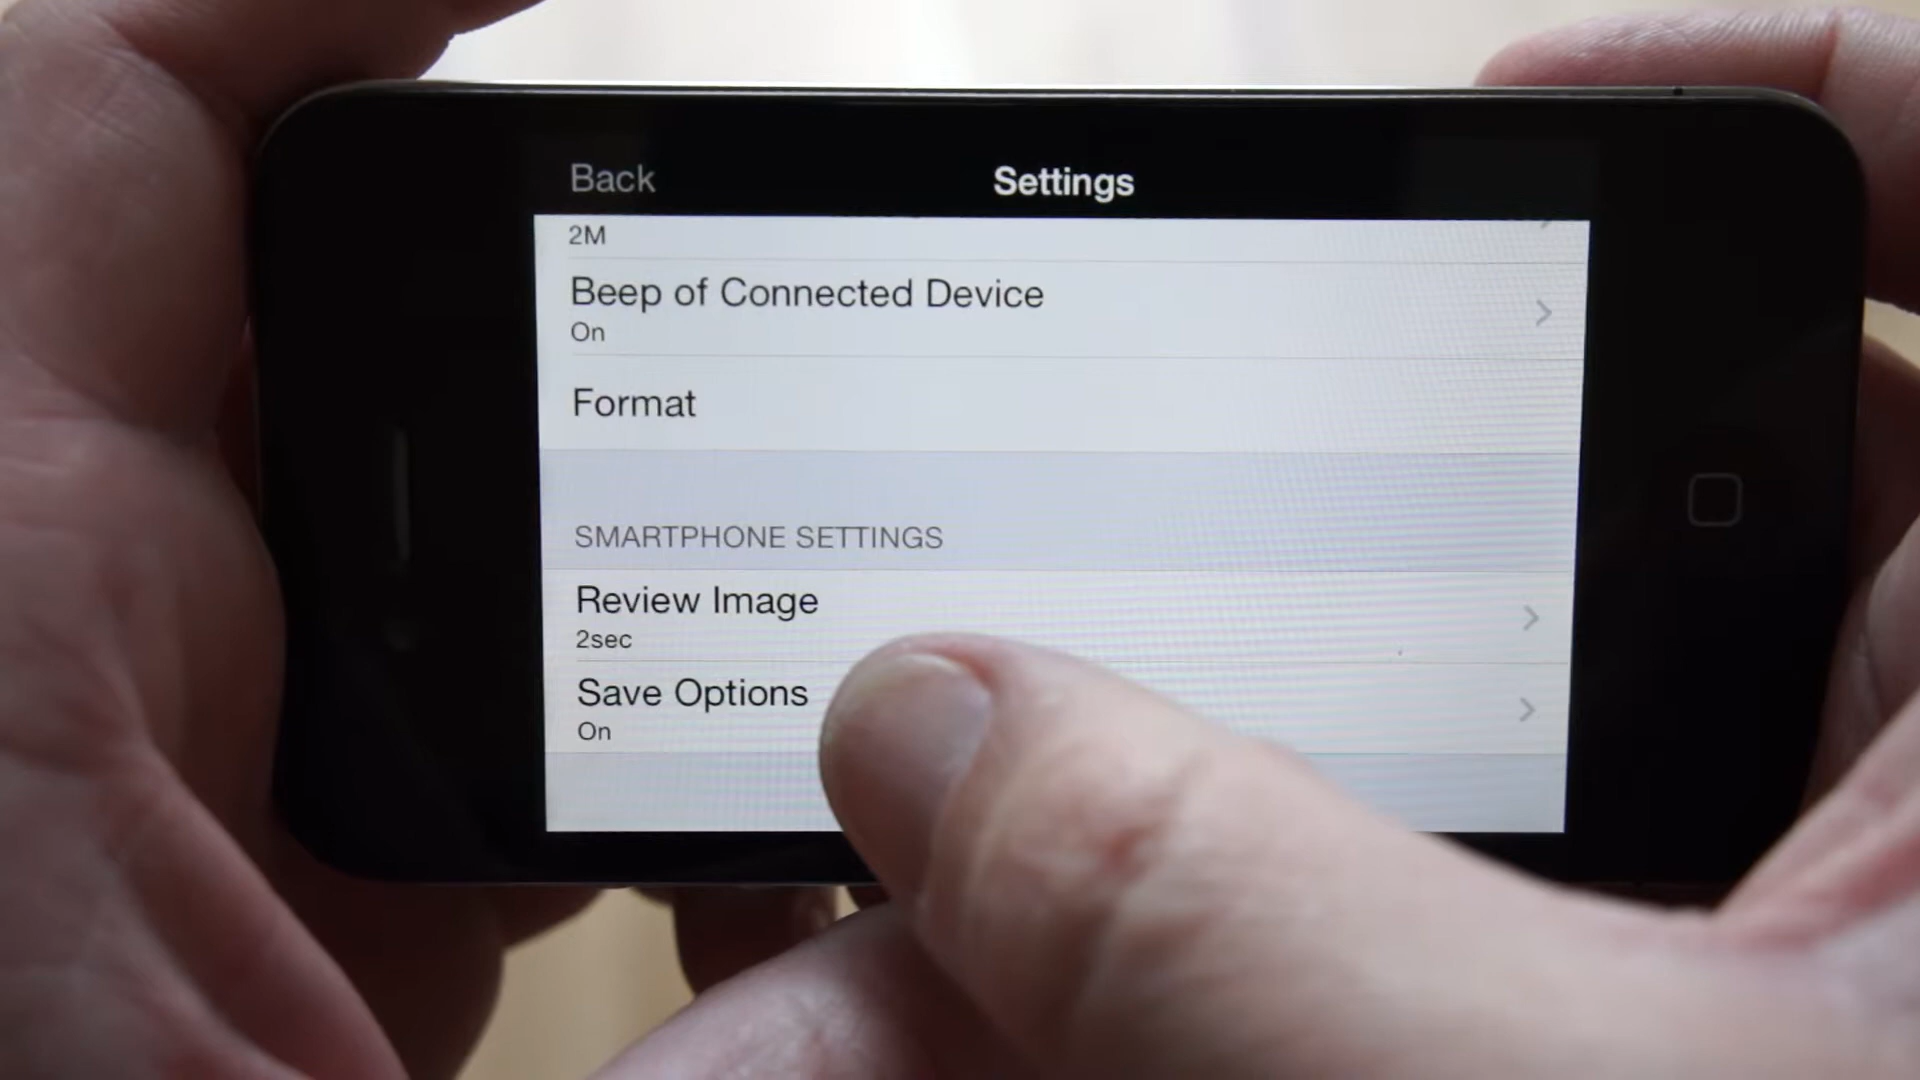 Back
Settings
2M
Beep of Connected Device
On
Format
SMARTPHONE SETTINGS
Review Image
2sec
Save Options
On